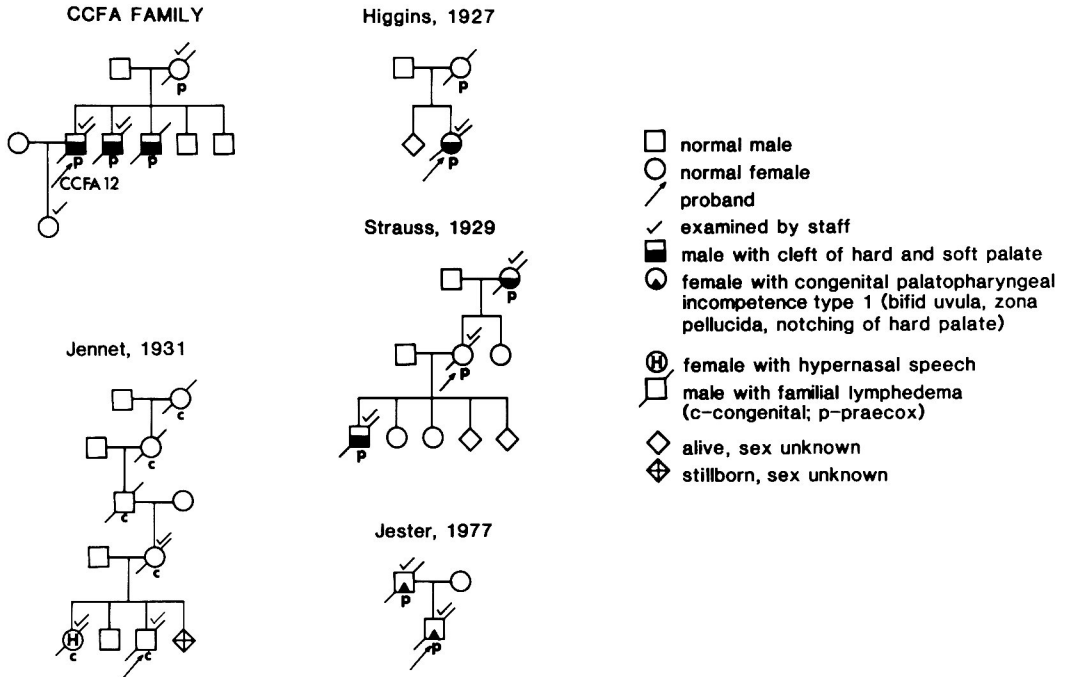 CCFA FAMILY
p
p
p
p
CCFA 12
Higgins, 1927
p
p
Strauss, 1929
p
p
p
Jennet, 1931
c
c
c
c
H
c
c
Jester, 1977
p
p
normal male
normal female
proband
examined by staff
male with cleft of hard and soft palate
female with congenital palatopharyngeal
incompetence type 1 (bifid uvula, zona
pellucida, notching of hard palate)
H female with hypernasal speech
male with familial lymphedema
(c-congenital; p-praecox)
alive, sex unknown
stillborn, sex unknown